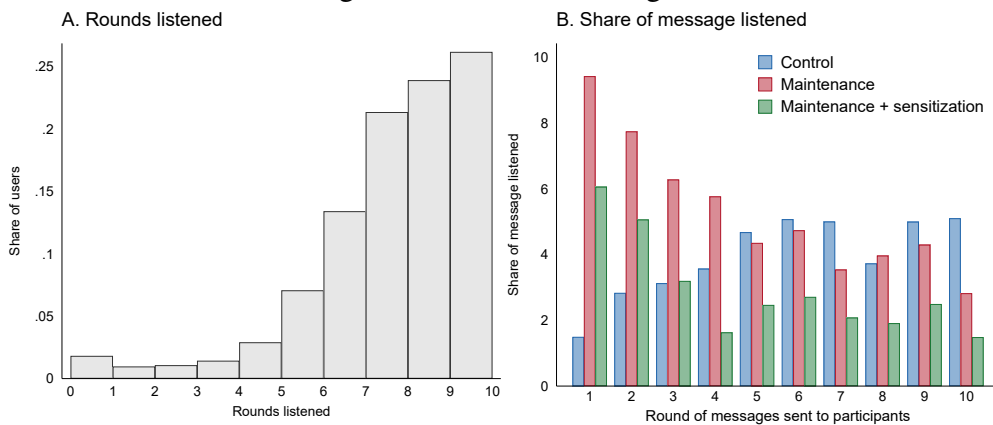 A. Rounds listened
.25
.2
.15
.1
.05
0
Share of users
0 1 2 3 4 5 6 7 8 9 10
Rounds listened
B. Share of message listened
10
8
6
4
2
0
Share of message listened
Control
Maintenance
Maintenance + sensitization
1 2 3 4 5 6 7 8 9 10
Round of messages sent to participants